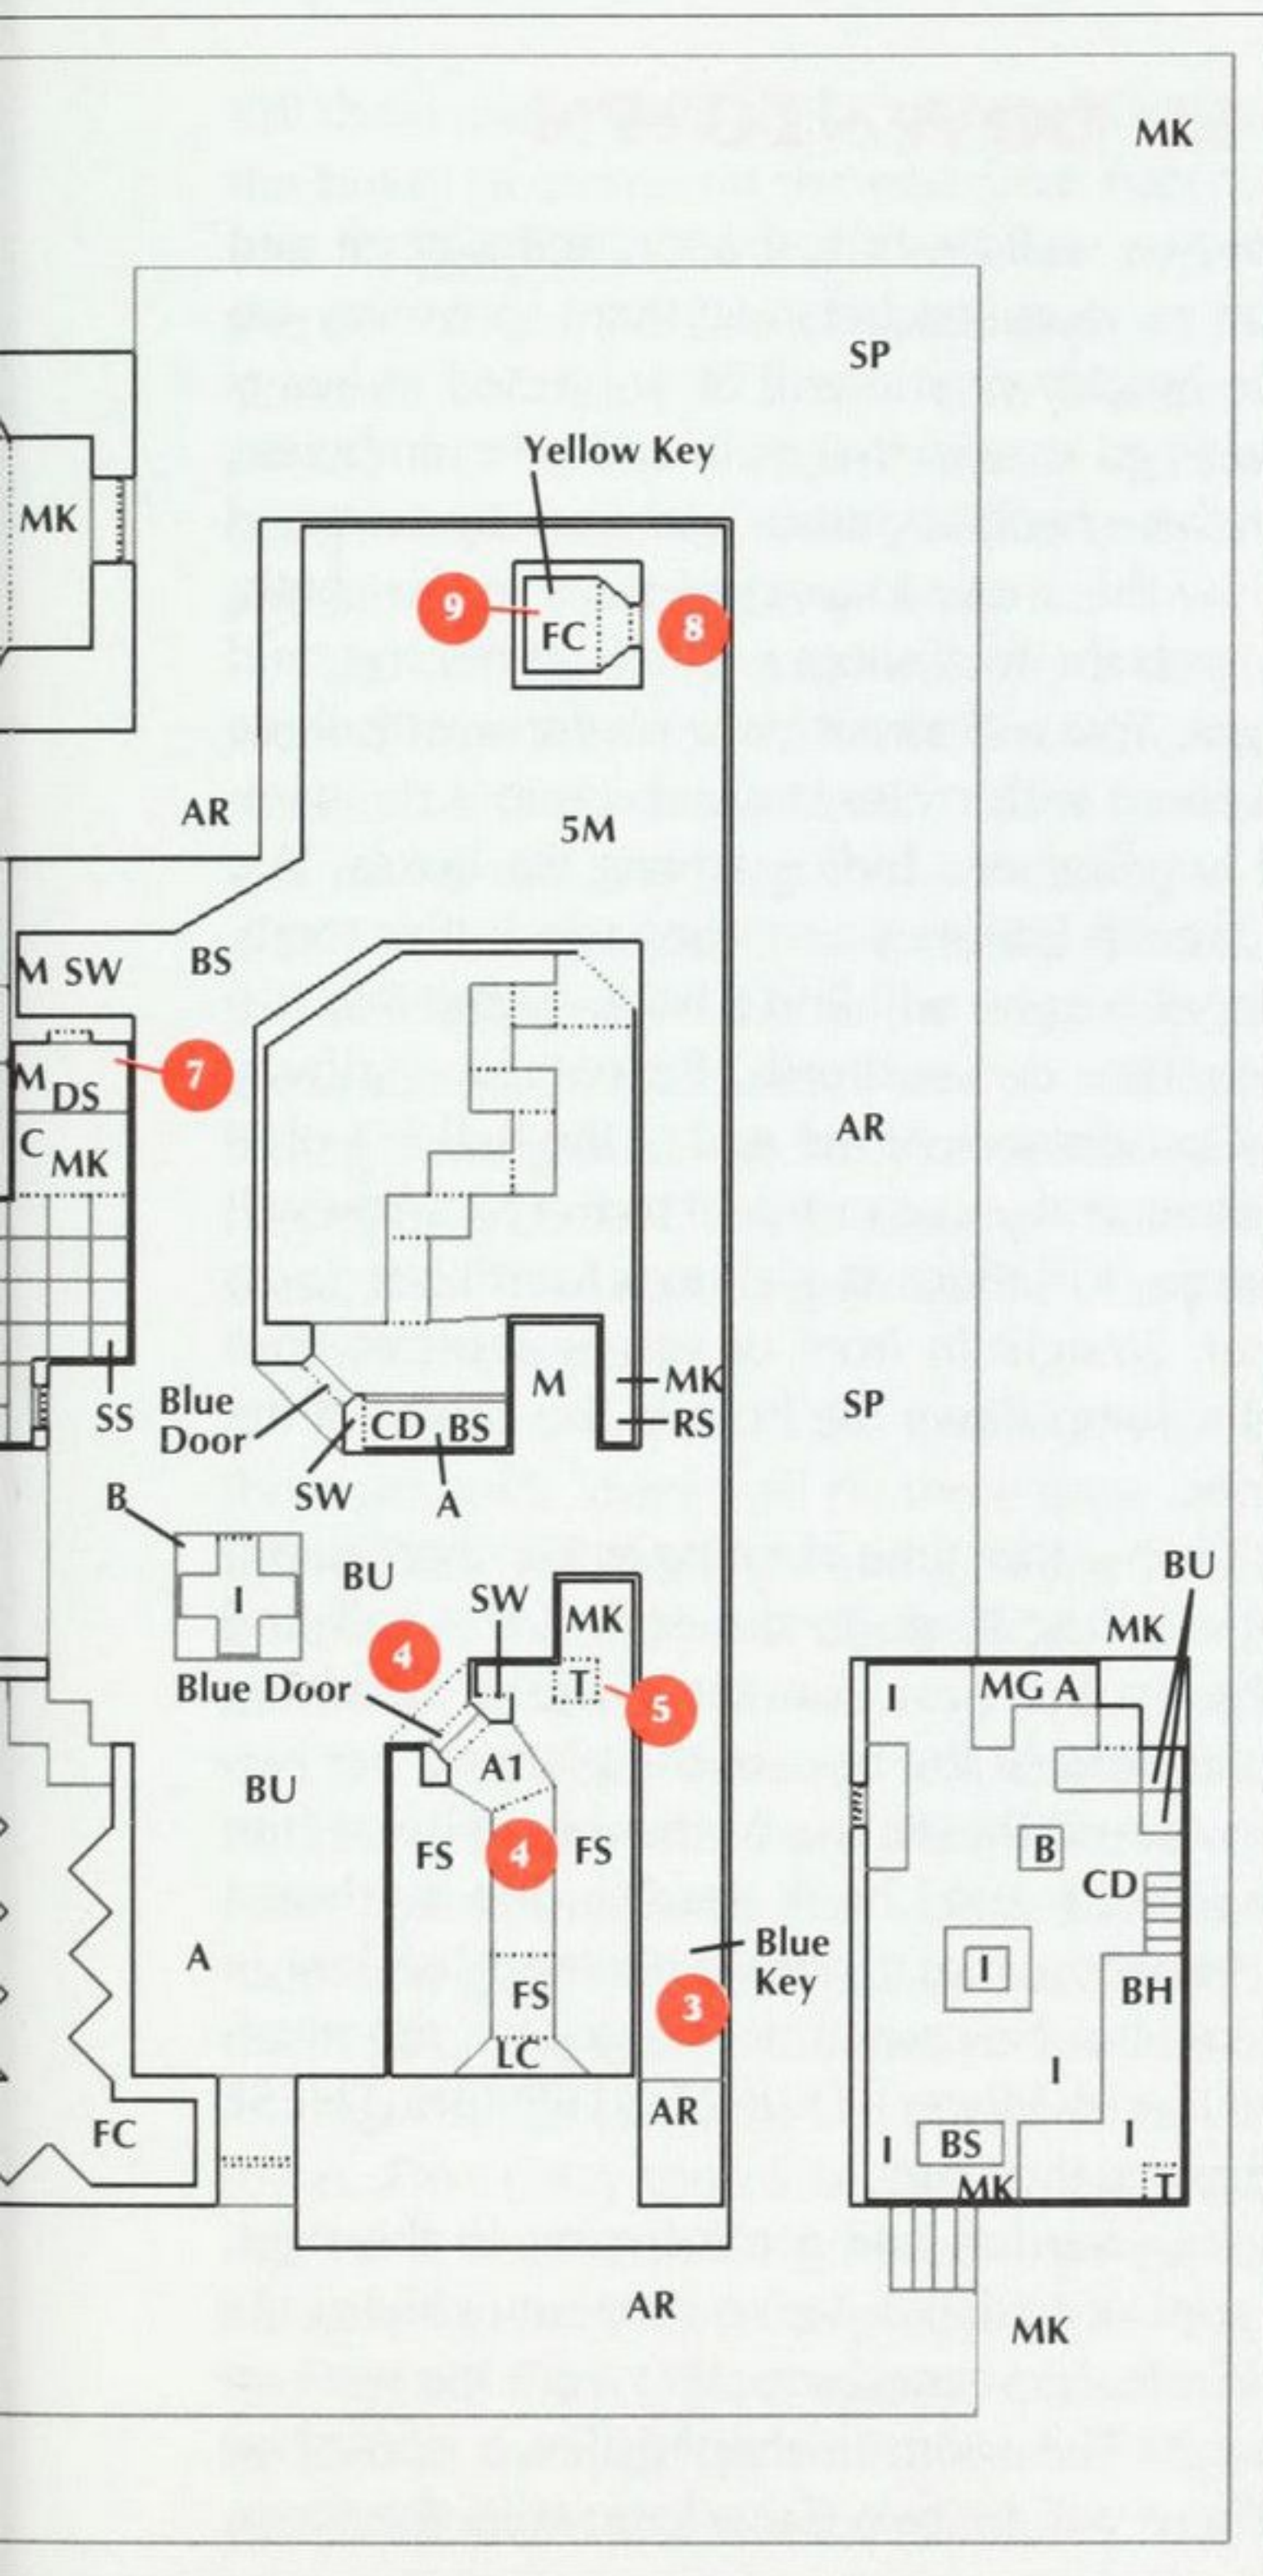 MK
SP
Yellow Key
MK
9
8
FC
AR
5M
BS
M SW
7
M DS
AR
C MK
M
MK
Blue
Door
SS
CD BS
RS
SP
B
SW
A
BU
BU
I
SW
MK
MK
4
Blue Door
T
5
I
MG A
A1
BU
B
FS
4
FS
CD
Blue
Key
A
I
BH
FS
3
LC
I
AR
FC
I
BS
I
MK
T
AR
MK